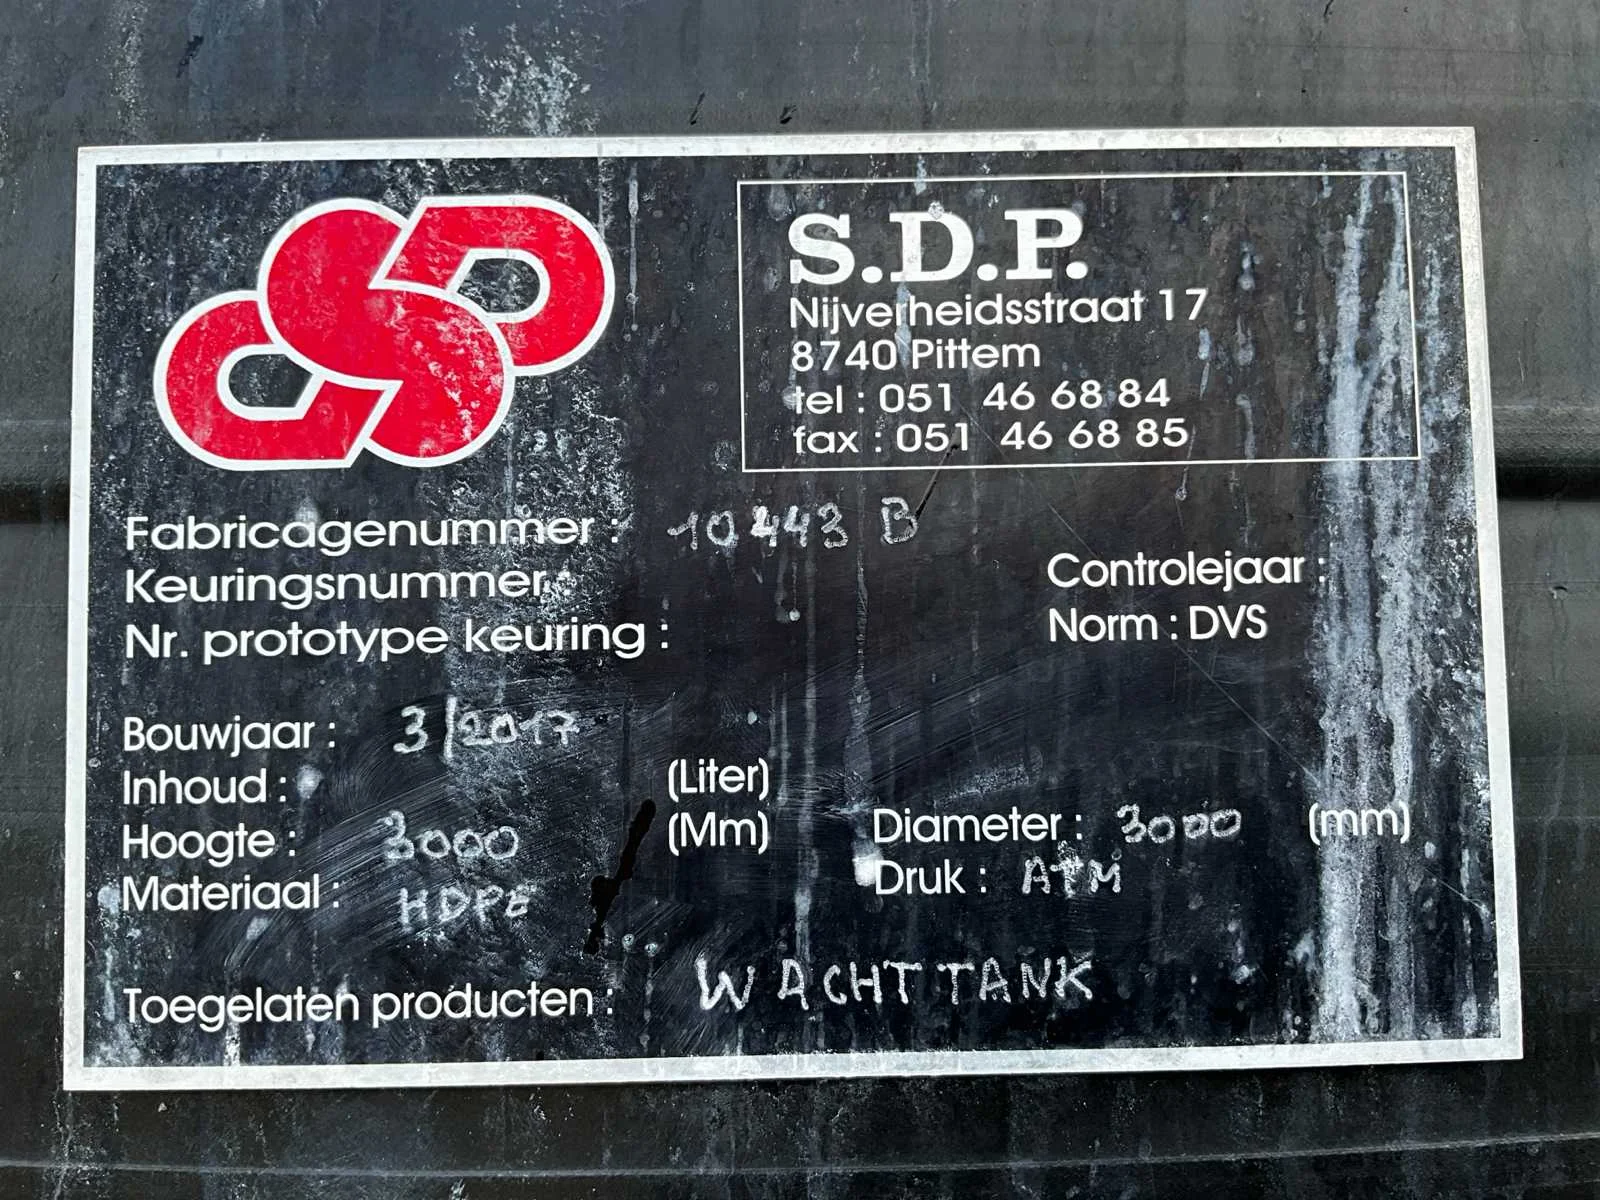 SDP
S.D.P.
Nijverheidsstraat 17
8740 Pittem
tel : 051 46 68 84
fax : 051 46 68 85
Fabricagenummer : 10443 B
Keuringsnummer :
Controlejaar :
Nr. prototype keuring :
Norm : DVS
Bouwjaar : 3/2017
Inhoud : (Liter)
Hoogte : 3000 (Mm) Diameter : 3000 (mm)
Materiaal : HDPE Druk : ATM
Toegelaten producten : WACHTTANK